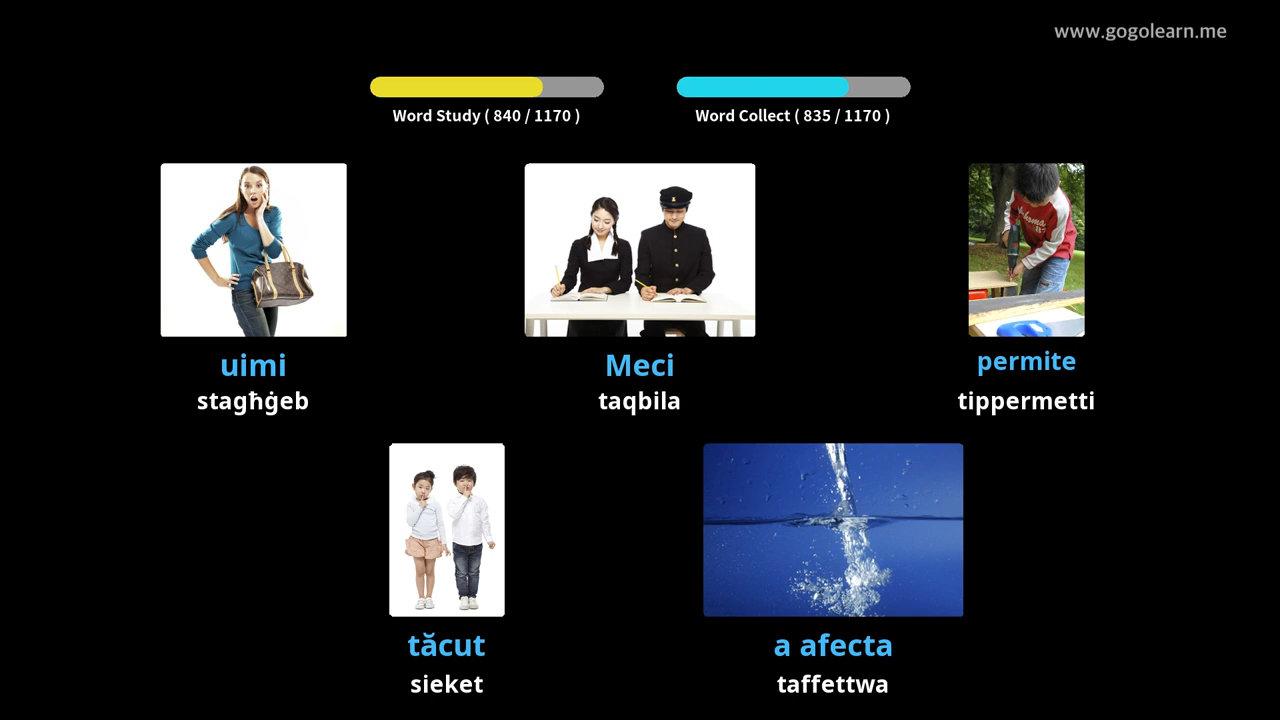 www.gogolearn.me
Word Study ( 840 / 1170 )
Word Collect ( 835 / 1170 )
uimi
stagħġeb
Meci
taqbila
permite
tippermetti
tăcut
sieket
a afecta
taffettwa